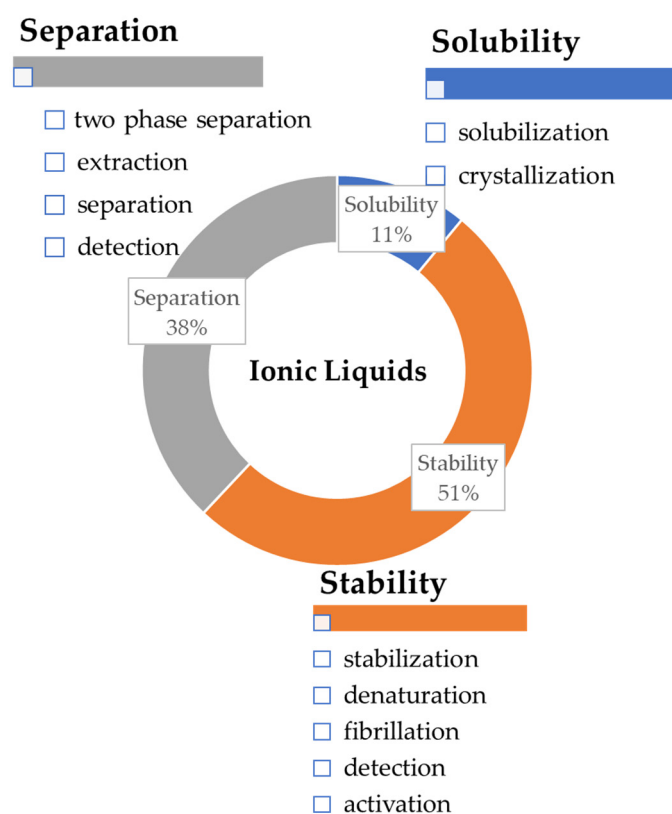 Separation
two phase separation
extraction
separation
detection
Solubility
solubilization
crystallization
Solubility
11%
Separation
38%
Ionic Liquids
Stability
51%
Stability
stabilization
denaturation
fibrillation
detection
activation